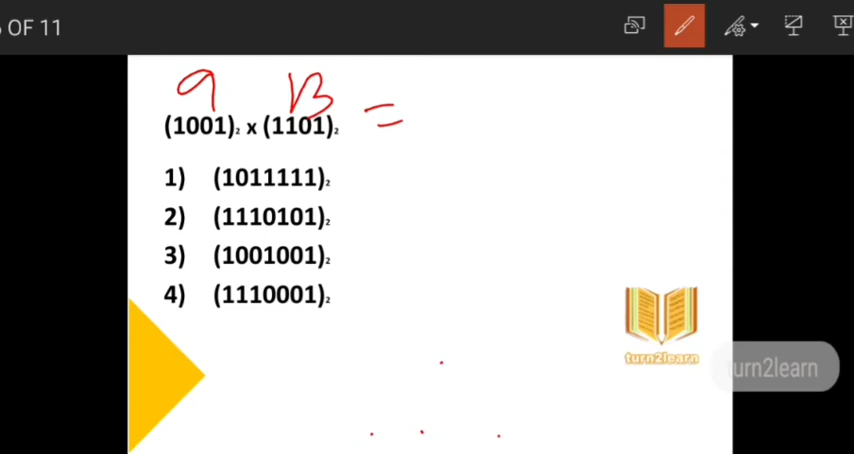 OF 11
9 13 =
(1001)₂ x (1101)₂
1) (1011111)₂
2) (1110101)₂
3) (1001001)₂
4) (1110001)₂
turn2learn
turn2learn